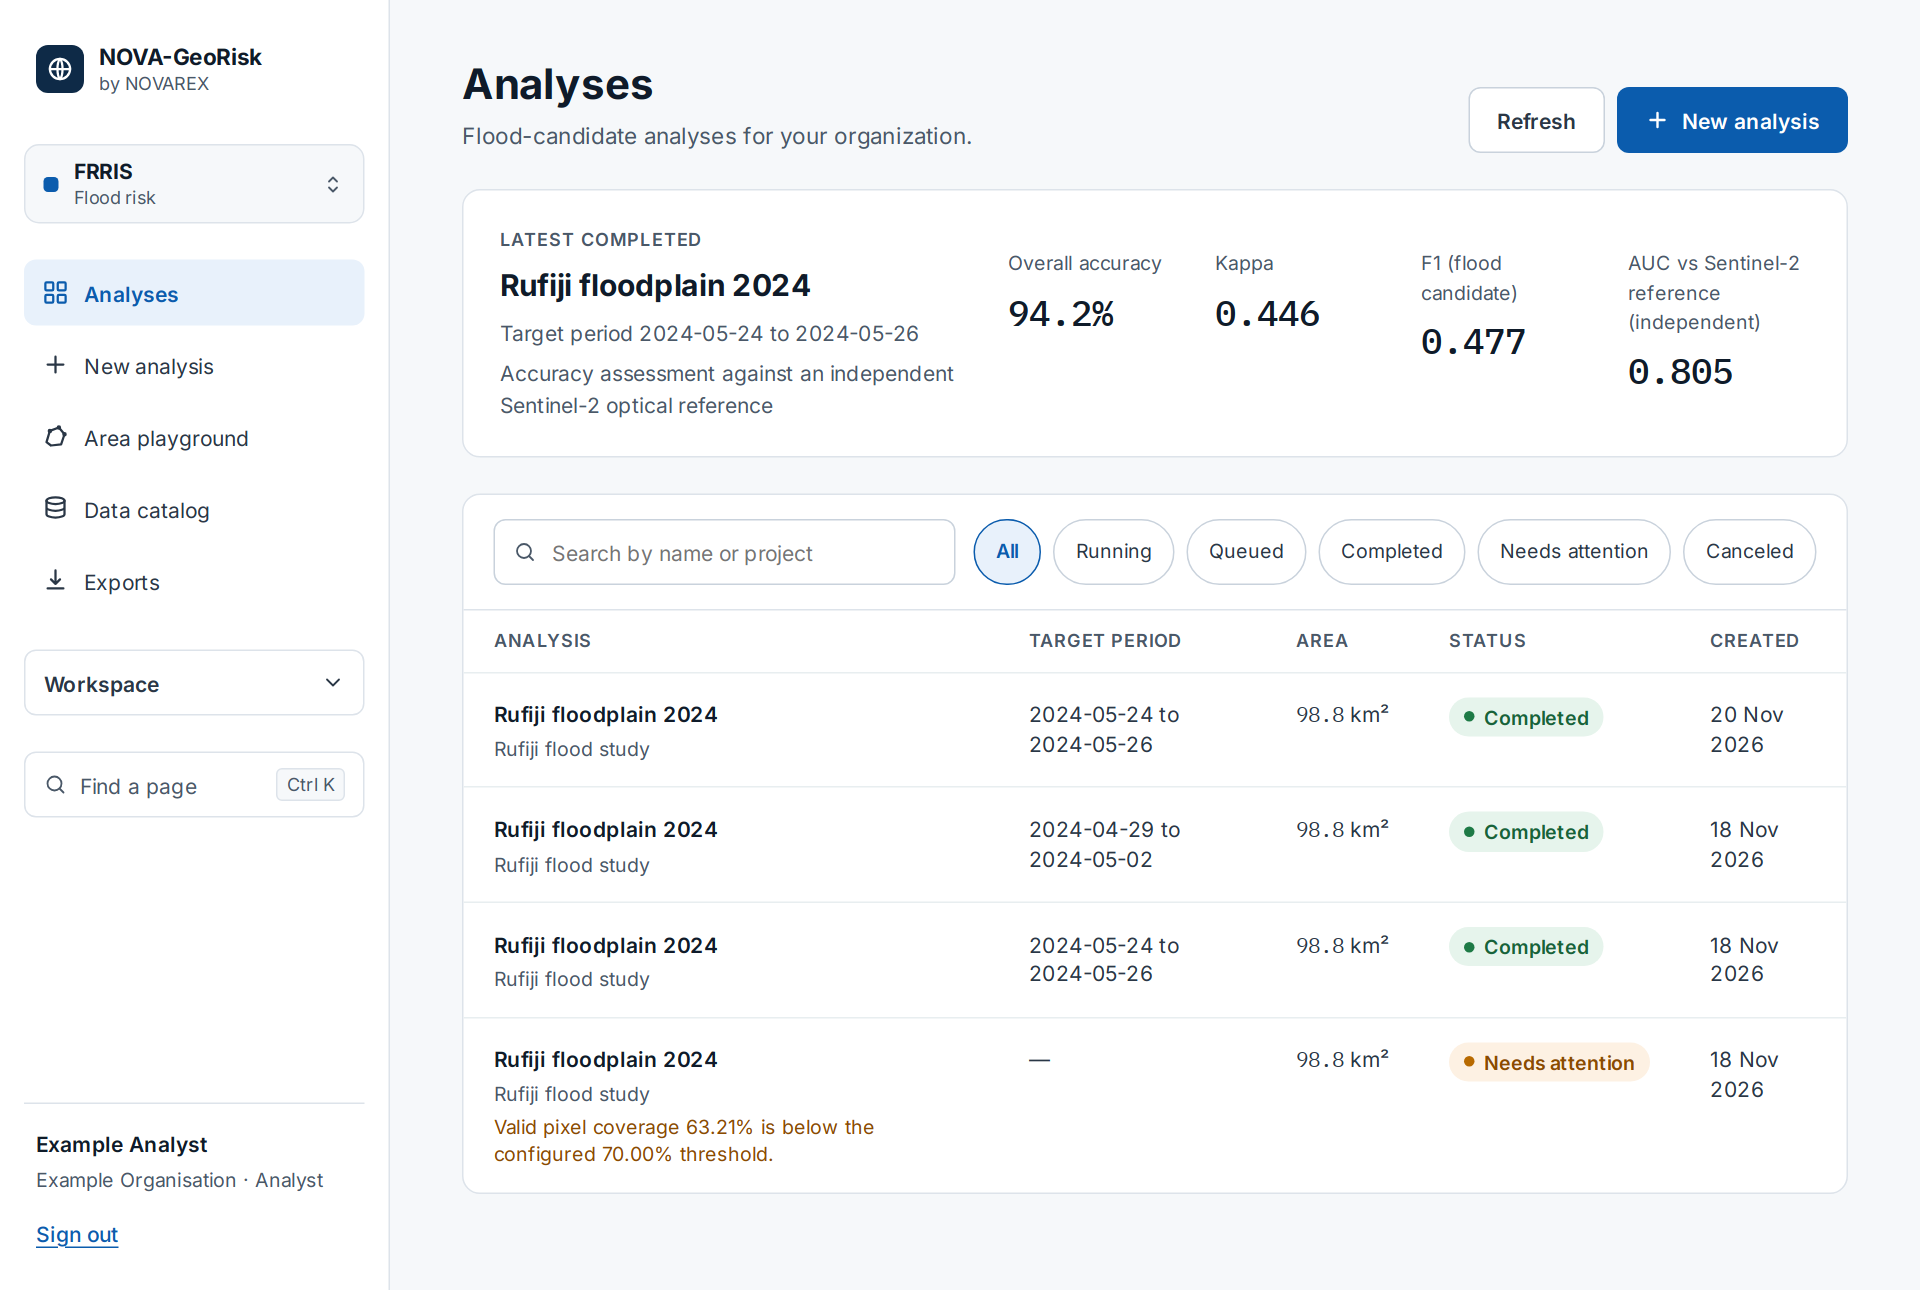 NOVA-GeoRisk
by NOVAREX
FRRIS
Flood risk
Analyses
New analysis
Area playground
Data catalog
Exports
Workspace
Find a page
Ctrl K
Example Analyst
Example Organisation · Analyst
Sign out
Analyses
Flood-candidate analyses for your organization.
Refresh
+ New analysis
LATEST COMPLETED
Rufiji floodplain 2024
Target period 2024-05-24 to 2024-05-26
Accuracy assessment against an independent
Sentinel-2 optical reference
Overall accuracy
94.2%
Kappa
0.446
F1 (flood
candidate)
0.477
AUC vs Sentinel-2
reference
(independent)
0.805
Search by name or project
All
Running
Queued
Completed
Needs attention
Canceled
ANALYSIS TARGET PERIOD AREA STATUS CREATED
Rufiji floodplain 2024
Rufiji flood study
2024-05-24 to
2024-05-26
98.8 km²
Completed
20 Nov
2026
Rufiji floodplain 2024
Rufiji flood study
2024-04-29 to
2024-05-02
98.8 km²
Completed
18 Nov
2026
Rufiji floodplain 2024
Rufiji flood study
2024-05-24 to
2024-05-26
98.8 km²
Completed
18 Nov
2026
Rufiji floodplain 2024
Rufiji flood study
Valid pixel coverage 63.21% is below the
configured 70.00% threshold.
—
98.8 km²
Needs attention
18 Nov
2026